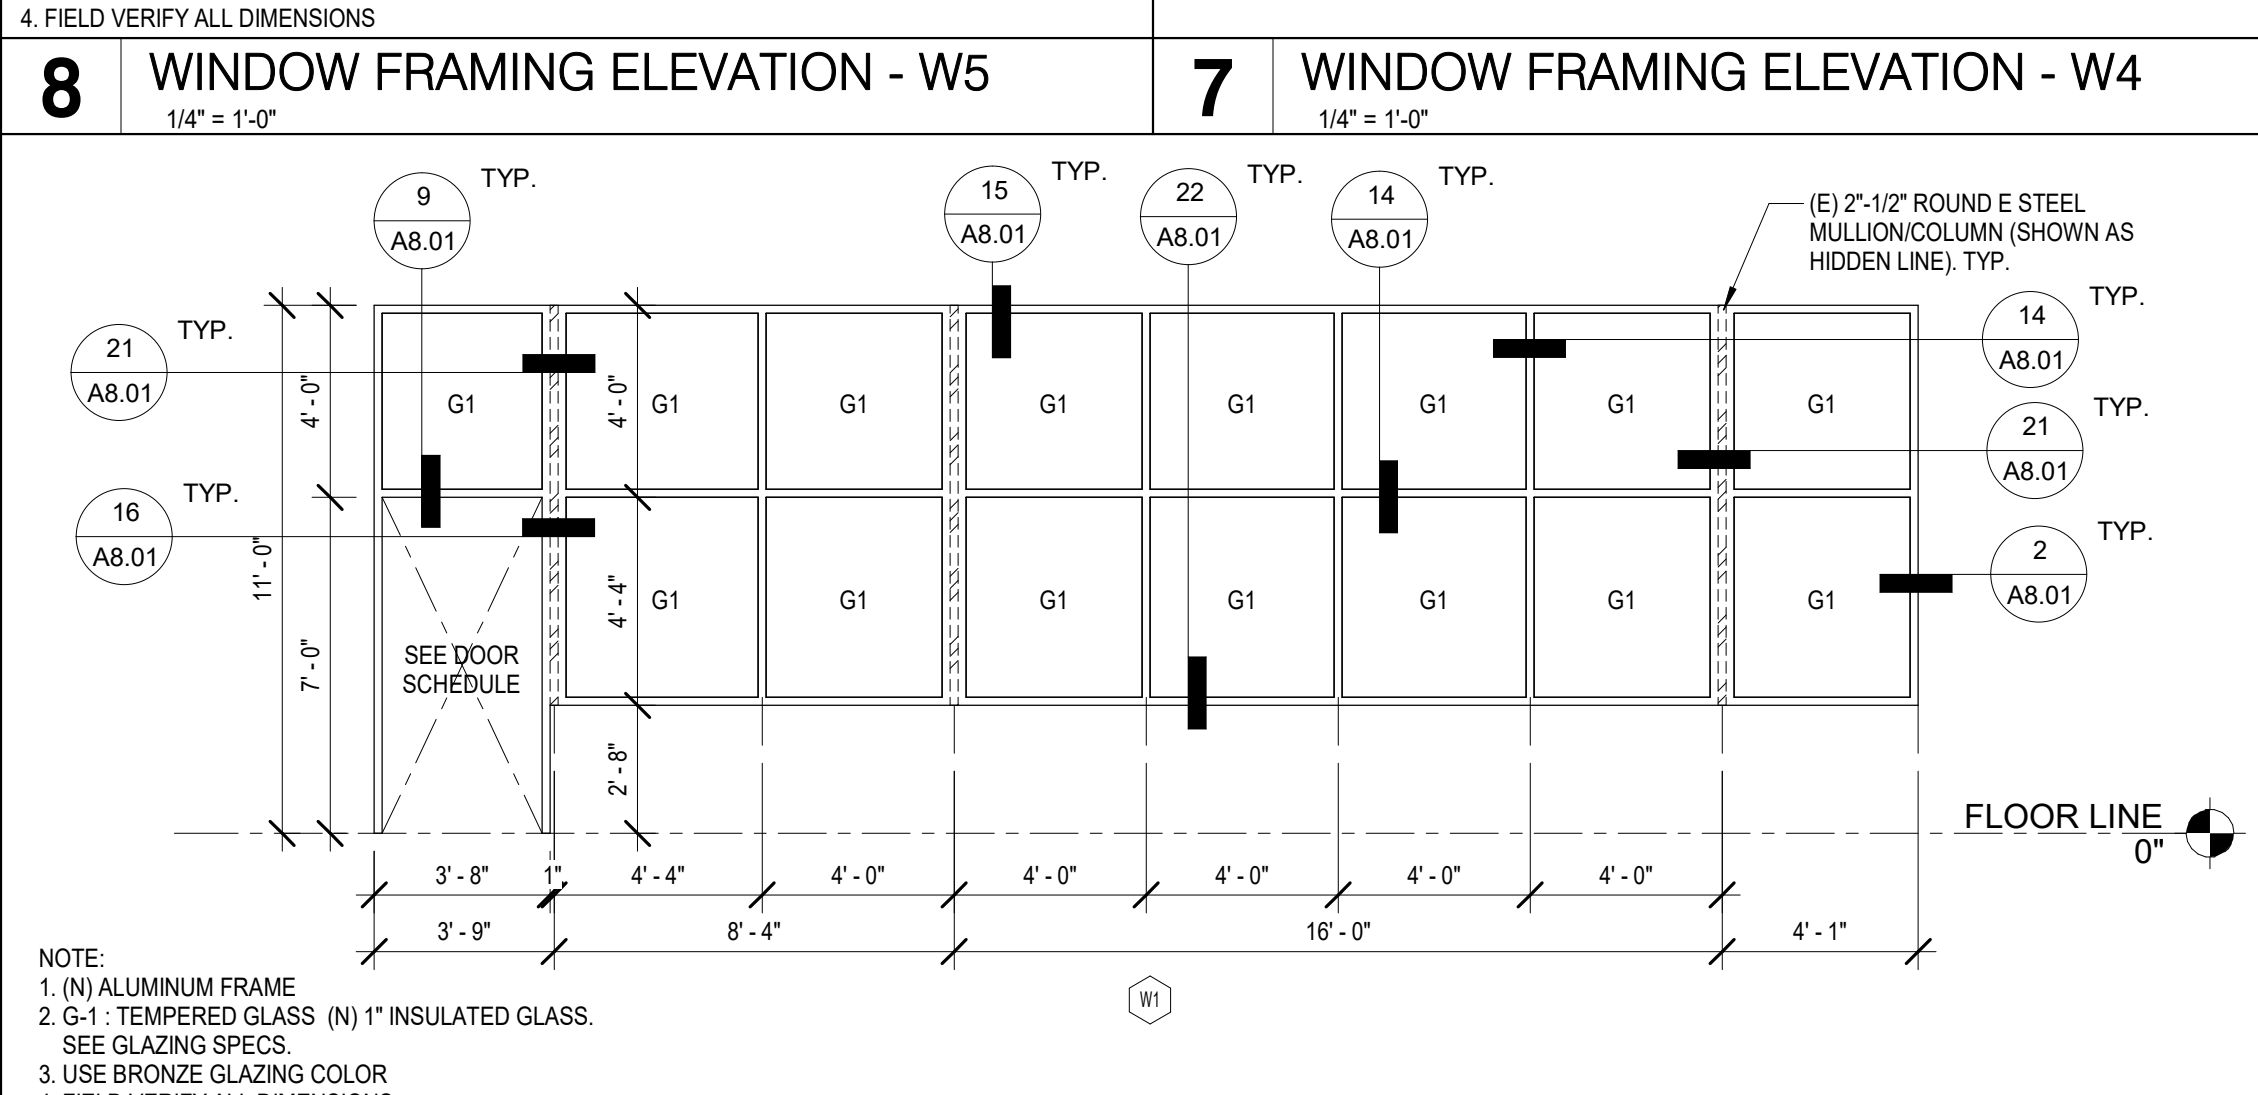 4. FIELD VERIFY ALL DIMENSIONS
8
WINDOW FRAMING ELEVATION - W5
1/4" = 1'-0"
7
WINDOW FRAMING ELEVATION - W4
1/4" = 1'-0"
9
A8.01
TYP.
15
A8.01
TYP.
22
A8.01
TYP.
14
A8.01
TYP.
(E) 2"-1/2" ROUND E STEEL
MULLION/COLUMN (SHOWN AS
HIDDEN LINE). TYP.
21
A8.01
TYP.
16
A8.01
TYP.
14
A8.01
TYP.
21
A8.01
TYP.
2
A8.01
TYP.
11' - 0"
4' - 0"
7' - 0"
4' - 0"
4' - 4"
2' - 8"
G1 G1 G1 G1 G1 G1 G1 G1
G1 G1 G1 G1 G1 G1 G1
SEE DOOR
SCHEDULE
FLOOR LINE
0"
3' - 8" 1" 4' - 4" 4' - 0" 4' - 0" 4' - 0" 4' - 0" 4' - 0"
3' - 9" 8' - 4" 16' - 0" 4' - 1"
W1
NOTE:
1. (N) ALUMINUM FRAME
2. G-1 : TEMPERED GLASS (N) 1" INSULATED GLASS.
SEE GLAZING SPECS.
3. USE BRONZE GLAZING COLOR
4. FIELD VERIFY ALL DIMENSIONS